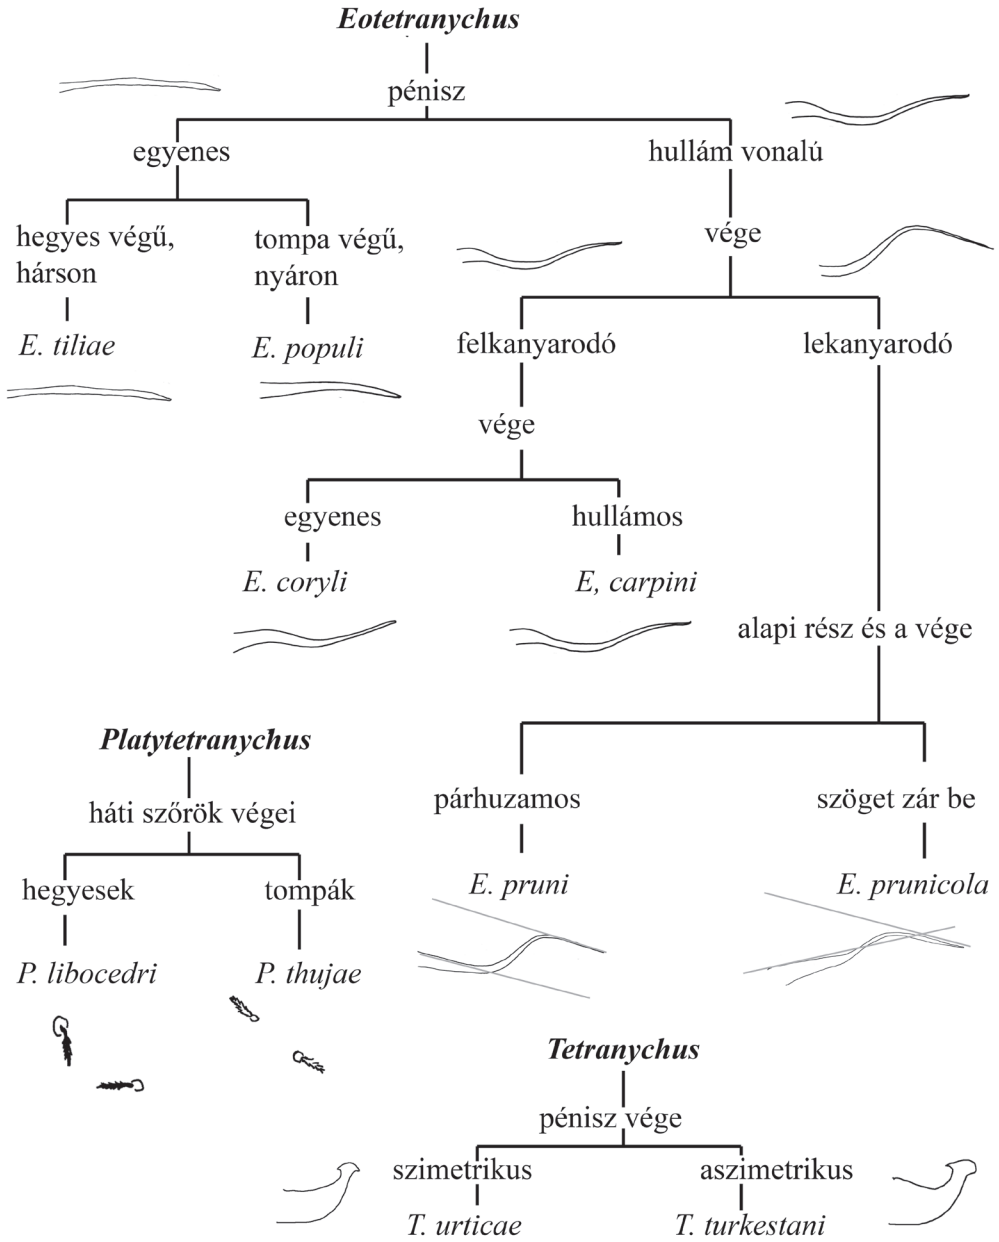 Eotetranychus
pénisz
egyenes
hullám vonalú
hegyes végű,
hárson
tompa végű,
nyáron
vége
E. tiliae
E. populi
felkanyarodó
lekanyarodó
vége
egyenes
hullámos
E. coryli
E, carpini
alapi rész és a vége
párhuzamos
szöget zár be
E. pruni
E. prunicola
Platytetranychus
háti szőrök végei
hegyesek
tompák
P. libocedri
P. thujae
Tetranychus
pénisz vége
szimetrikus
aszimetrikus
T. urticae
T. turkestani